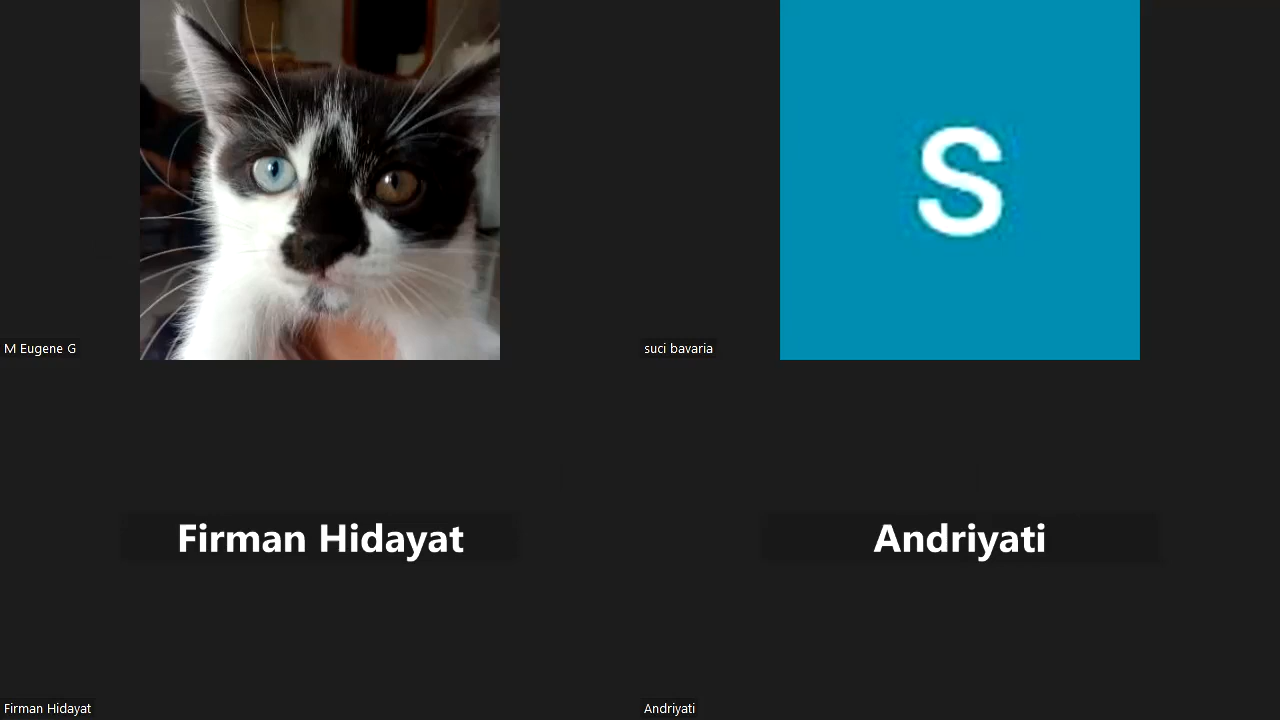 S
M Eugene G
suci bavaria
Firman Hidayat
Andriyati
Firman Hidayat
Andriyati